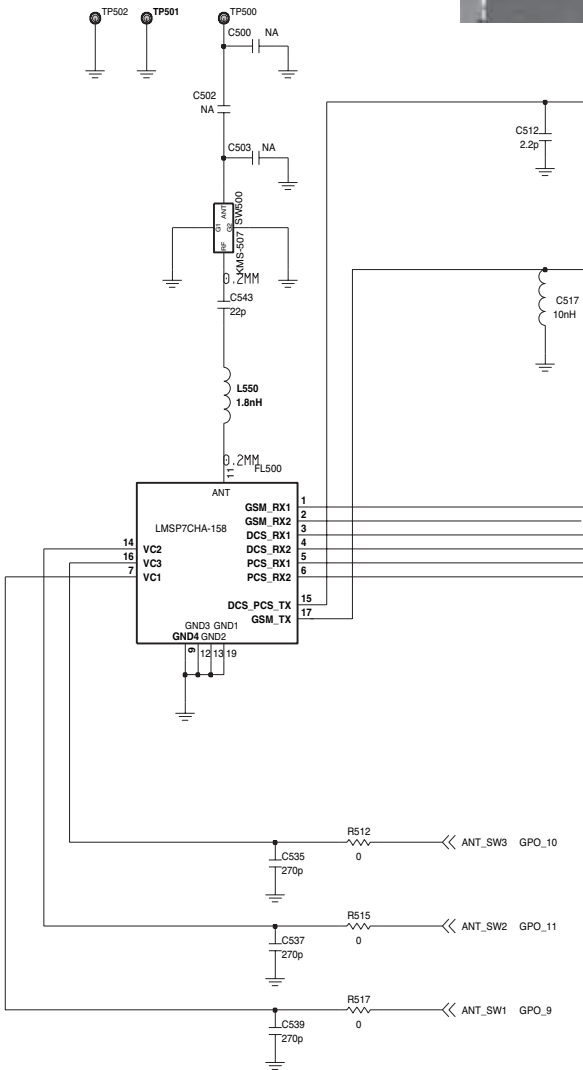 TP502 TP501 TP500
C500 NA
C502
NA
C512
2.2p
C503 NA
ANT
G1 G2
RF
KMS-507 SW500
0.2MM
C543
22p
C517
10nH
L550
1.8nH
0.2MM
11
FL500
ANT
GSM_RX1 1
GSM_RX2 2
LMSP7CHA-158
DCS_RX1 3
14 VC2 DCS_RX2 4
16 VC3 PCS_RX1 5
7 VC1 PCS_RX2 6
DCS_PCS_TX 15
GSM_TX 17
GND3 GND1
GND4 GND2
9 12 13 19
R512
0
ANT_SW3 GPO_10
C535
270p
R515
0
ANT_SW2 GPO_11
C537
270p
R517
0
ANT_SW1 GPO_9
C539
270p